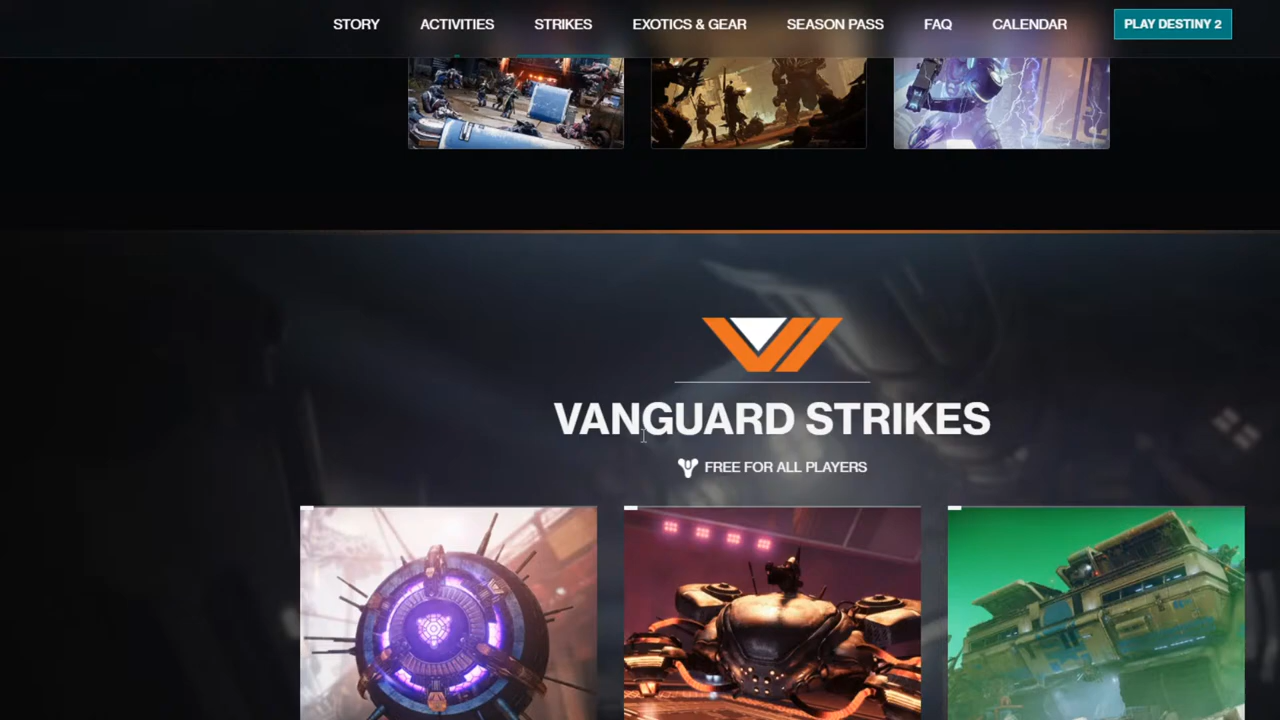 STORY
ACTIVITIES
STRIKES
EXOTICS & GEAR
SEASON PASS
FAQ
CALENDAR
PLAY DESTINY 2
VANGUARD STRIKES
FREE FOR ALL PLAYERS